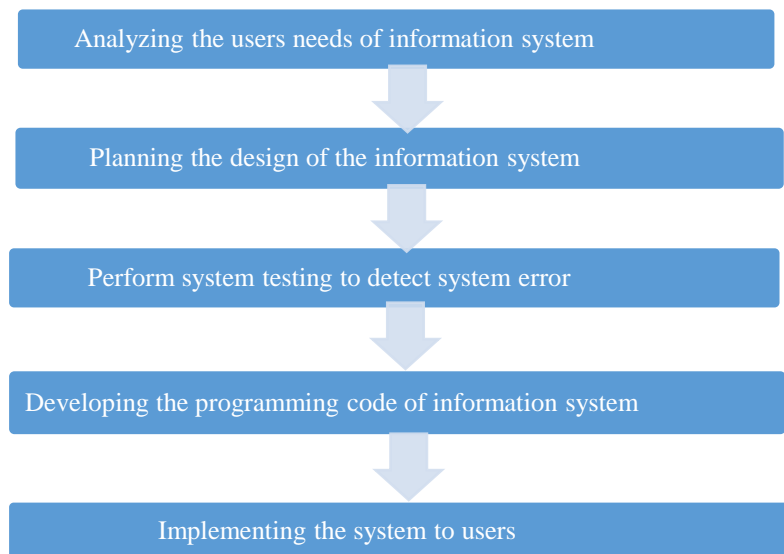 Analyzing the users needs of information system
Planning the design of the information system
Perform system testing to detect system error
Developing the programming code of information system
Implementing the system to users